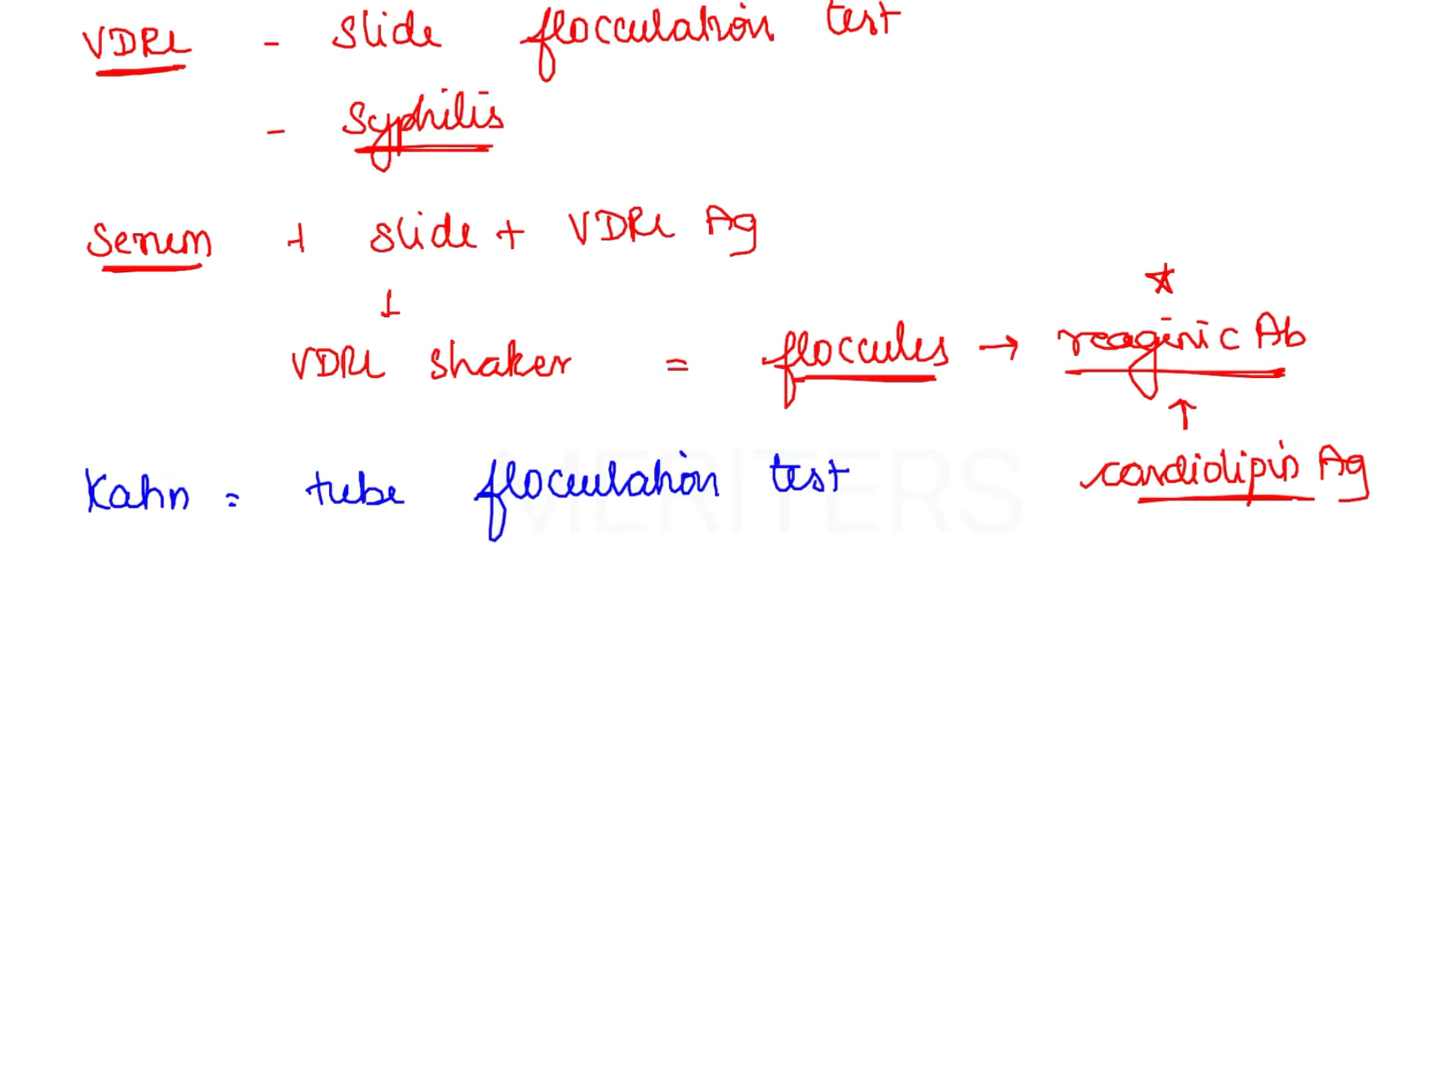 VDRL - slide flocculation test
- Syphilis
Serum + slide + VDRL Ag
↓
VDRL shaker = floccules → reaginic Ab
↑
cardiolipin Ag
Kahn = tube flocculation test
MERITERS